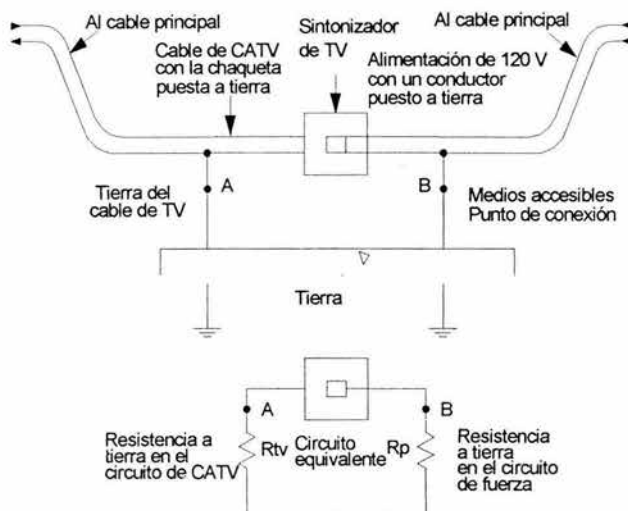 Al cable principal
Sintonizador
de TV
Al cable principal
Cable de CATV
con la chaqueta
puesta a tierra
Alimentación de 120 V
con un conductor
puesto a tierra
A
B
Tierra del
cable de TV
Medios accesibles
Punto de conexión
Tierra
A
B
Resistencia a
tierra en el
circuito de CATV
Rtv
Circuito
equivalente
Rp
Resistencia
a tierra
en el circuito
de fuerza